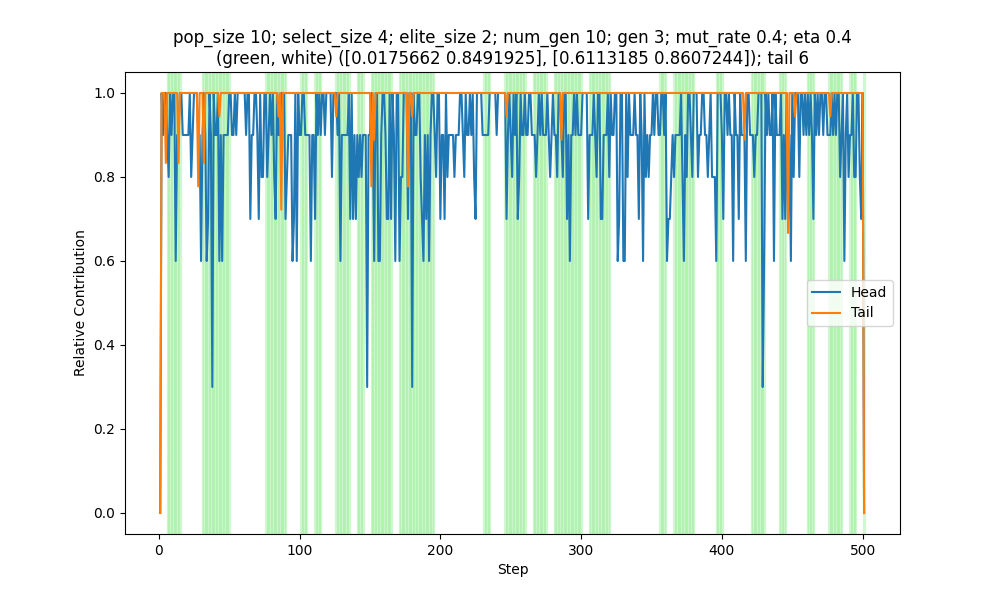 pop_size 10; select_size 4; elite_size 2; num_gen 10; gen 3; mut_rate 0.4; eta 0.4
(green, white) ([0.0175662 0.8491925], [0.6113185 0.8607244]); tail 6
1.0
0.8
0.6
0.4
0.2
0.0
Relative Contribution
Head
Tail
0
100
200
300
400
500
Step